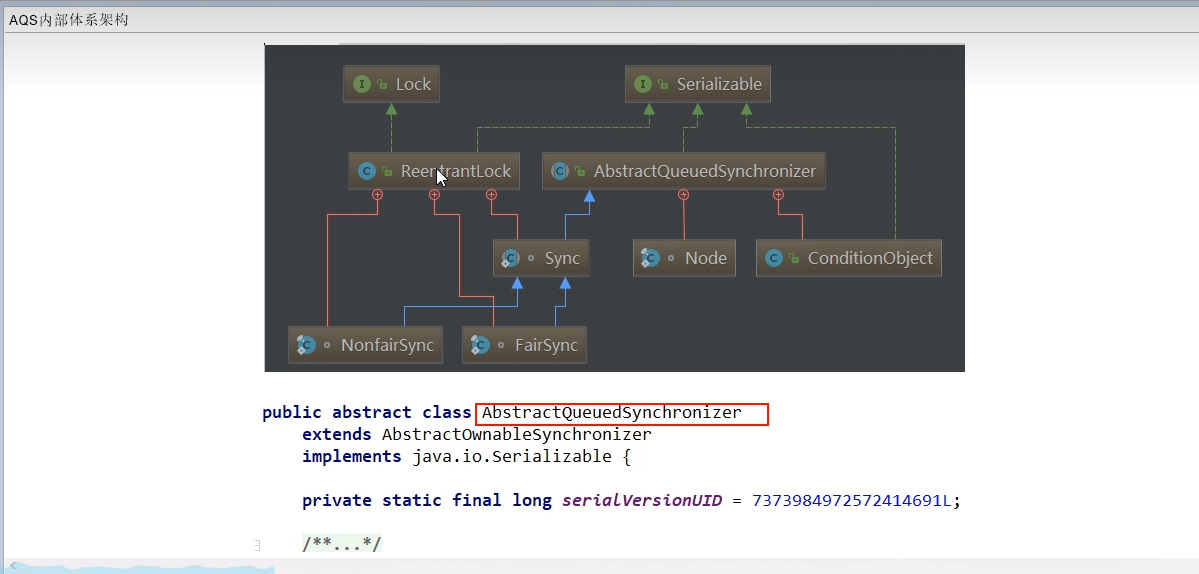 AQS内部体系架构
Lock
Serializable
ReentrantLock
AbstractQueuedSynchronizer
Sync
Node
ConditionObject
NonfairSync
FairSync
public abstract class AbstractQueuedSynchronizer
extends AbstractOwnableSynchronizer
implements java.io.Serializable {
private static final long serialVersionUID = 7373984972572414691L;
/**...*/